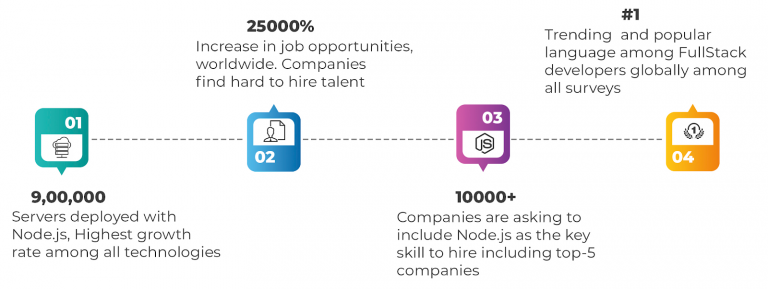 01
9,00,000
Servers deployed with
Node.js, Highest growth
rate among all technologies
25000%
Increase in job opportunities,
worldwide. Companies
find hard to hire talent
02
03
JS
10000+
Companies are asking to
include Node.js as the key
skill to hire including top-5
companies
#1
Trending and popular
language among FullStack
developers globally among
all surveys
1
04